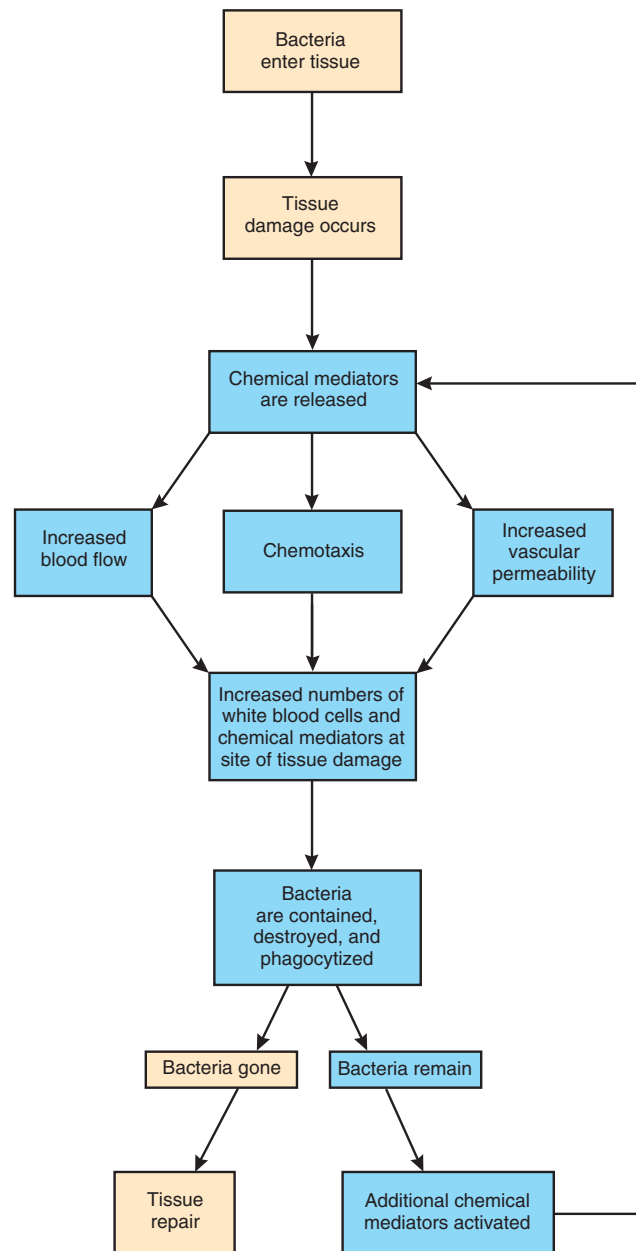 Bacteria
enter tissue
Tissue
damage occurs
Chemical mediators
are released
Increased
blood flow
Chemotaxis
Increased
vascular
permeability
Increased numbers of
white blood cells and
chemical mediators at
site of tissue damage
Bacteria
are contained,
destroyed, and
phagocytized
Bacteria gone
Bacteria remain
Tissue
repair
Additional chemical
mediators activated